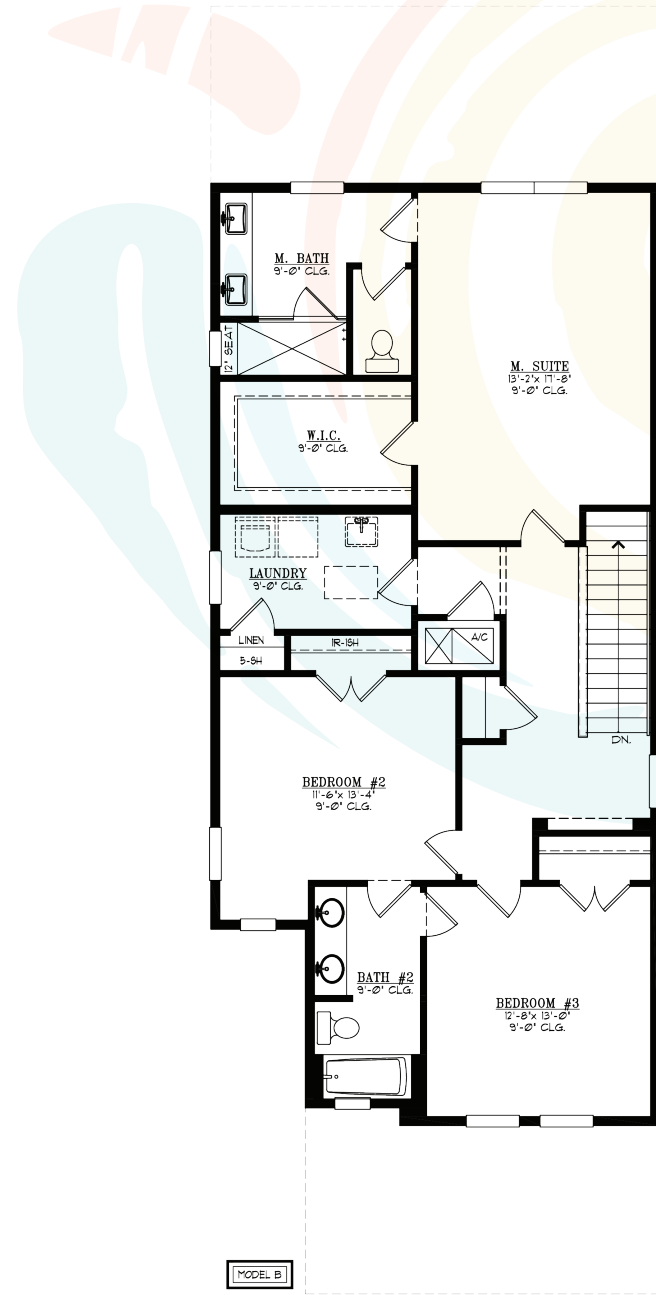 M. BATH
9'-0" CLG.
12" SEAT
M. SUITE
13'-2"x 17'-8"
9'-0" CLG.
W.I.C.
9'-0" CLG.
LAUNDRY
9'-0" CLG.
LINEN
5-SH
1R-1SH
A/C
DN.
BEDROOM #2
11'-6"x 13'-4"
9'-0" CLG.
BATH #2
9'-0" CLG.
BEDROOM #3
12'-8"x 13'-0"
9'-0" CLG.
MODEL B